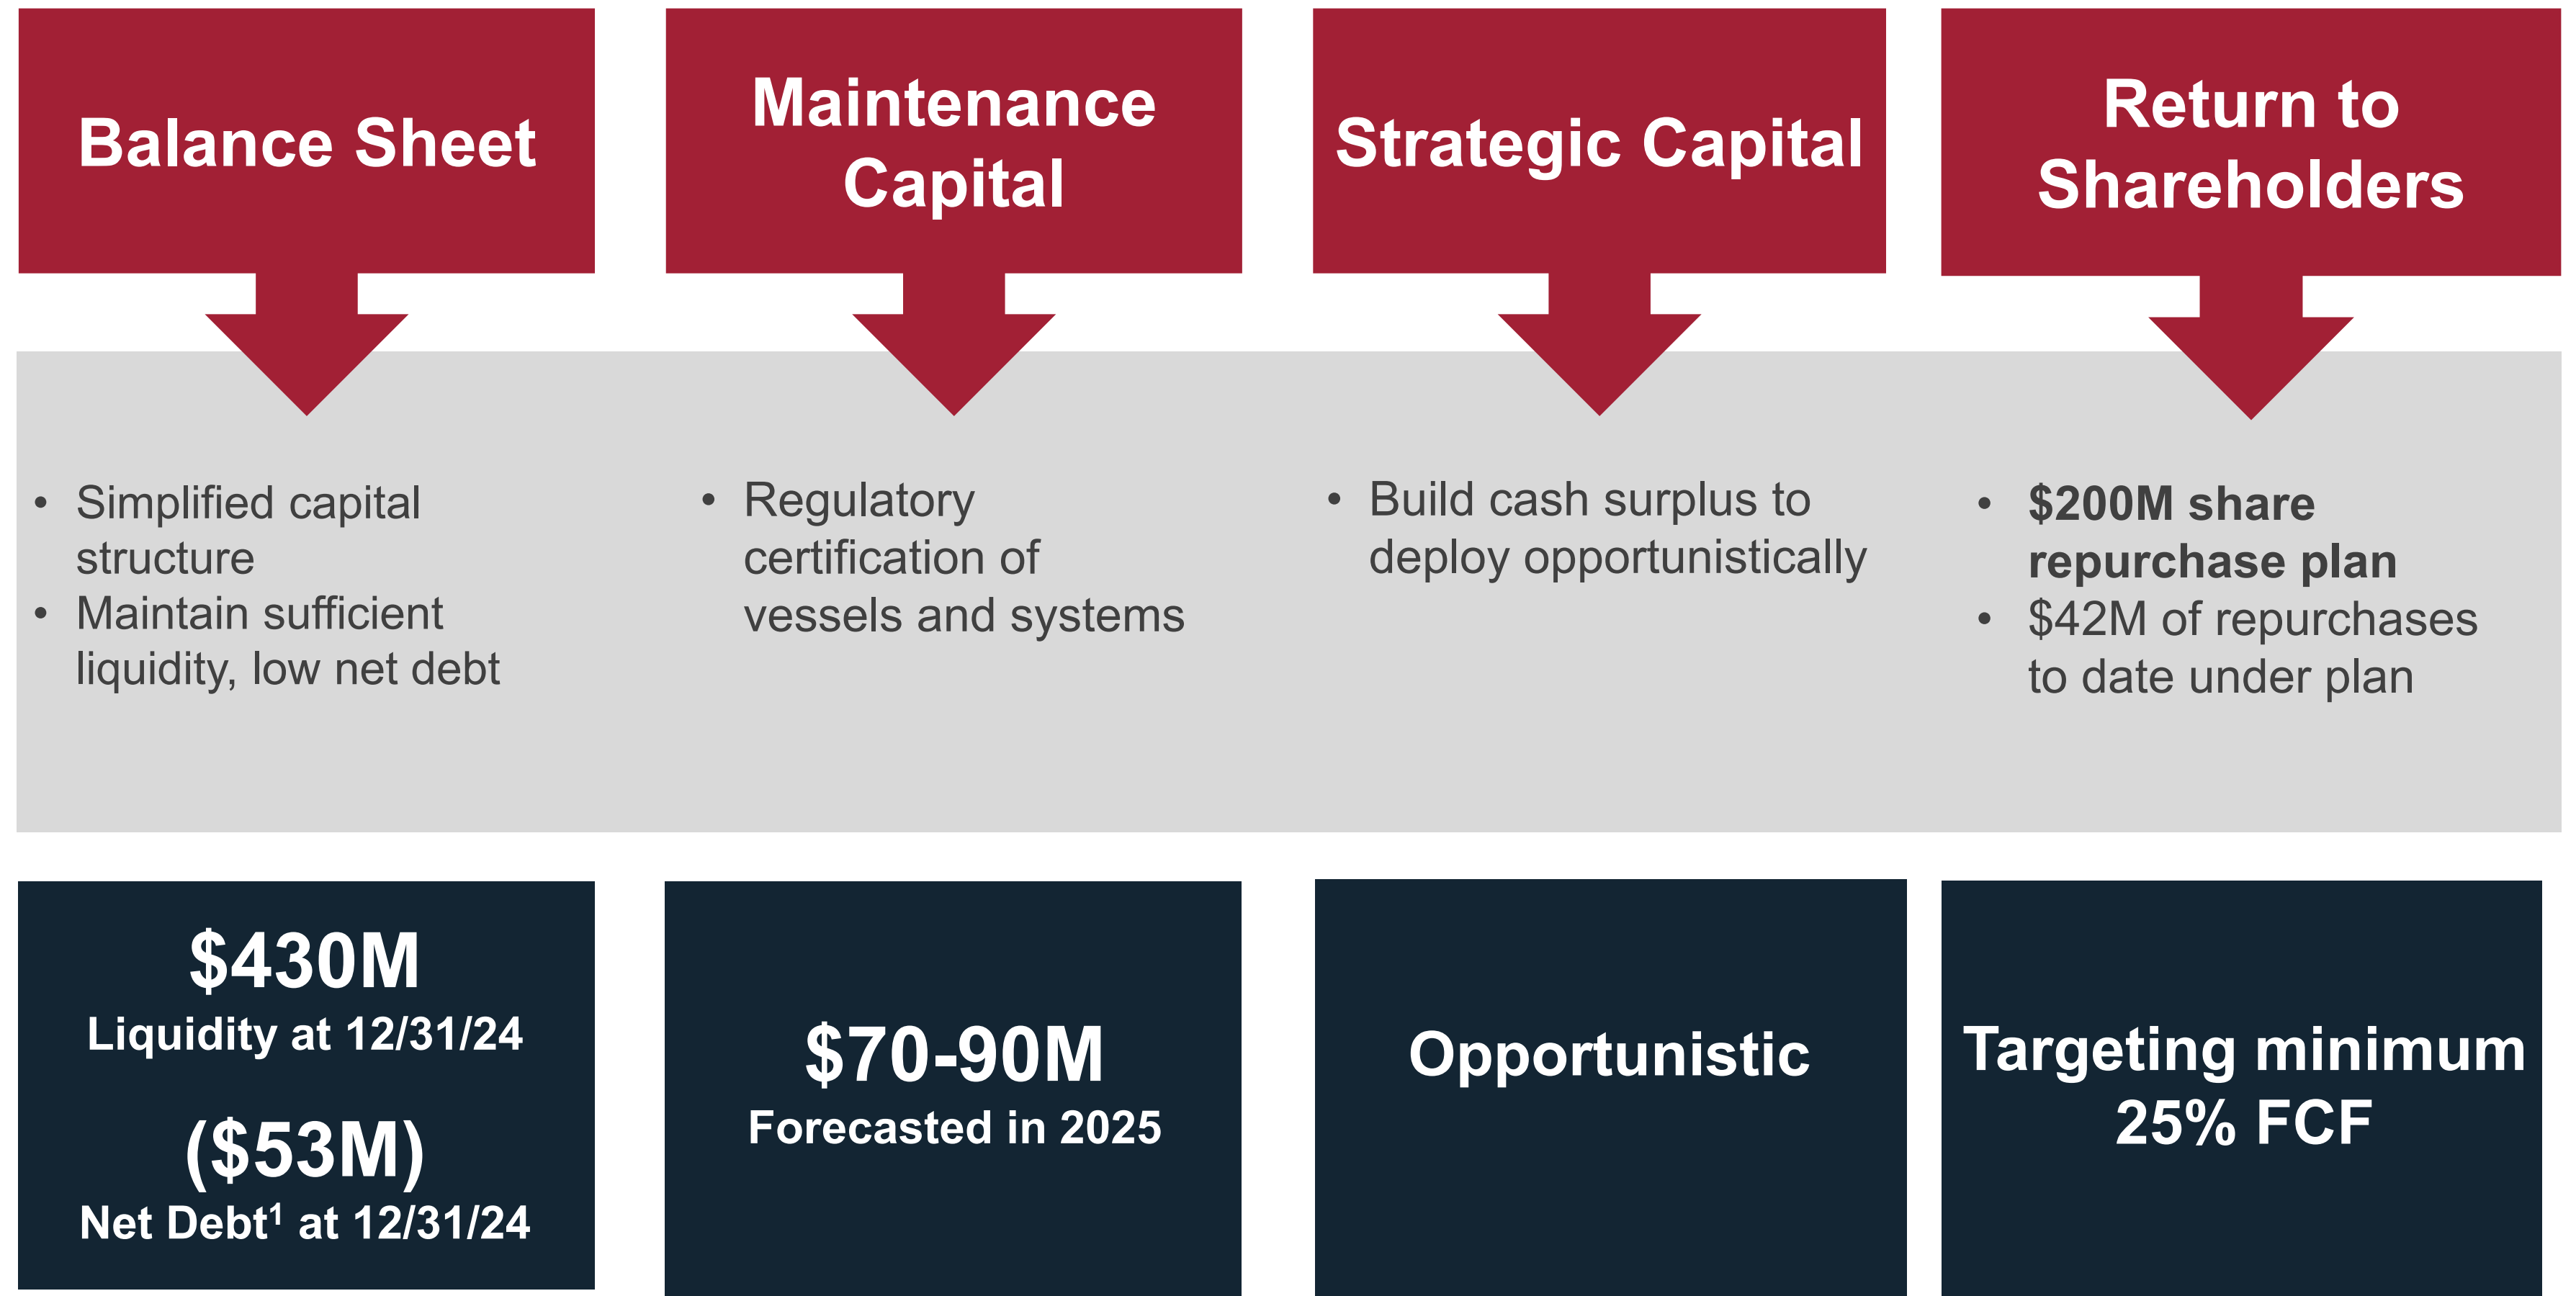 Balance Sheet
Maintenance
Capital
Strategic Capital
Return to
Shareholders
• Simplified capital
structure
• Maintain sufficient
liquidity, low net debt
• Regulatory
certification of
vessels and systems
• Build cash surplus to
deploy opportunistically
• $200M share
repurchase plan
• $42M of repurchases
to date under plan
$430M
Liquidity at 12/31/24
($53M)
Net Debt¹ at 12/31/24
$70-90M
Forecasted in 2025
Opportunistic
Targeting minimum
25% FCF